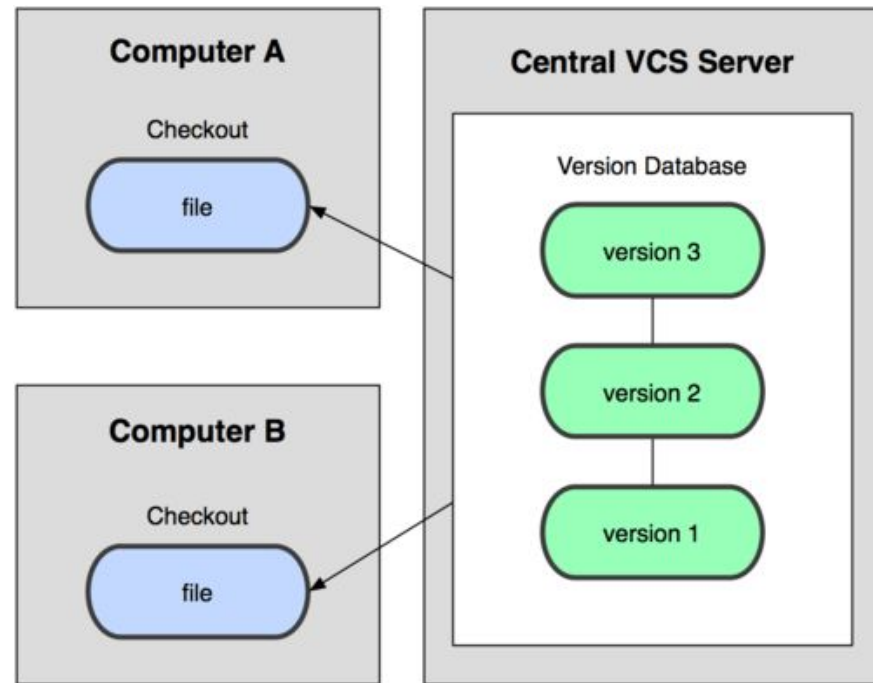 Computer A
Checkout
file
Computer B
Checkout
file
Central VCS Server
Version Database
version 3
version 2
version 1